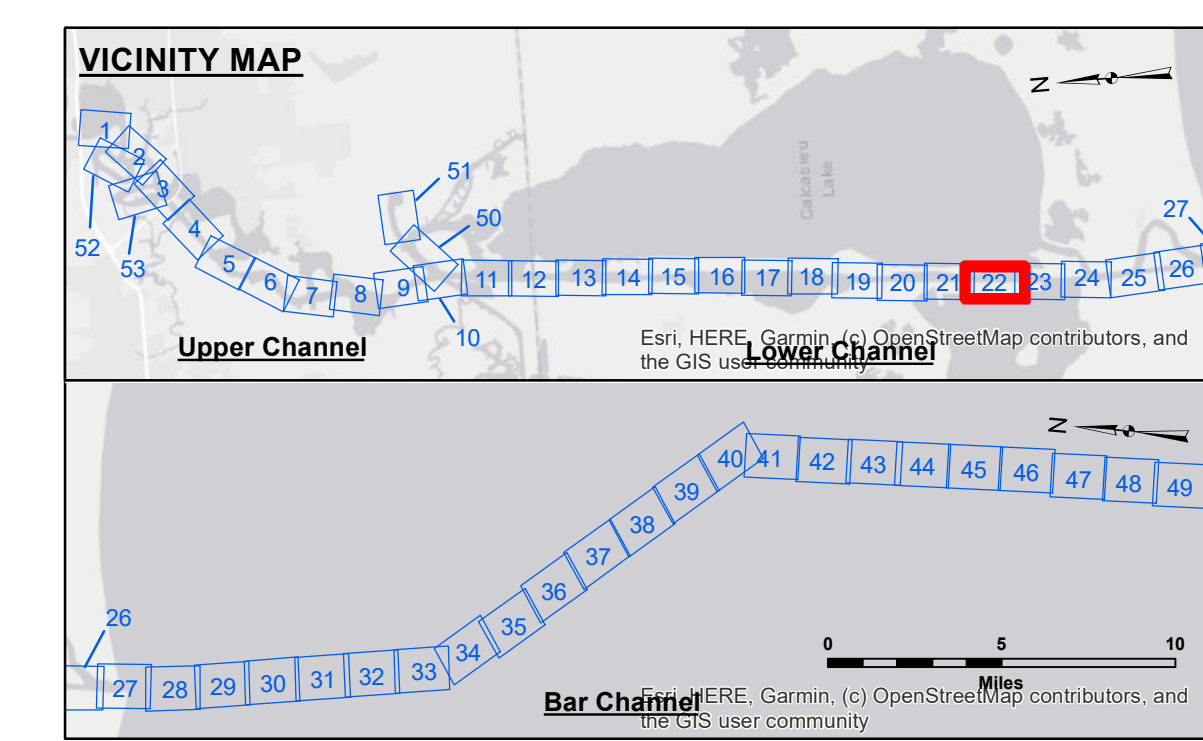 VICINITY MAP
N
1
2
3
52
53
4
5
6
7
8
9
10
51
50
11 12 13 14 15 16 17 18 19 20 21 22 23 24 25 26
27
Calcasieu
Lake
Upper Channel
Lower Channel
Esri, HERE, Garmin, (c) OpenStreetMap contributors, and
the GIS user community
N
26
27 28 29 30 31 32 33
34
35
36
37
38
39
40 41 42 43 44 45 46 47 48 49
0 5 10
Miles
Bar Channel
Esri, HERE, Garmin, (c) OpenStreetMap contributors, and
the GIS user community